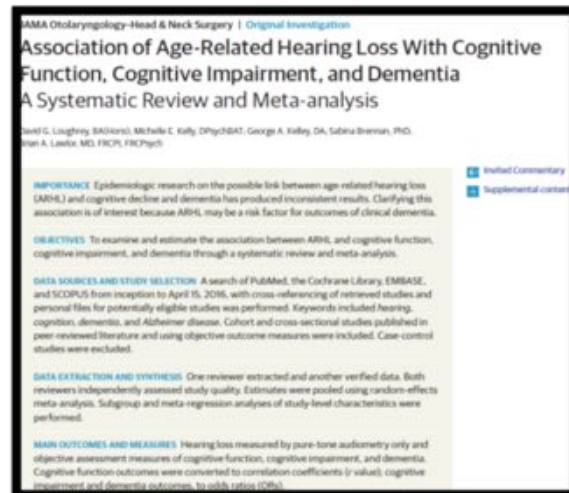 JAMA Otolaryngology–Head & Neck Surgery | Original Investigation
Association of Age-Related Hearing Loss With Cognitive
Function, Cognitive Impairment, and Dementia
A Systematic Review and Meta-analysis
David G. Loughrey, BA(Hons); Michelle E. Kelly, DPsychBAT; George A. Kelley, DA; Sabina Brennan, PhD;
Brian A. Lawlor, MD, FRCPI, FRCPsych
Invited Commentary
Supplemental content
IMPORTANCE Epidemiologic research on the possible link between age-related hearing loss
(ARHL) and cognitive decline and dementia has produced inconsistent results. Clarifying this
association is of interest because ARHL may be a risk factor for outcomes of clinical dementia.
OBJECTIVES To examine and estimate the association between ARHL and cognitive function,
cognitive impairment, and dementia through a systematic review and meta-analysis.
DATA SOURCES AND STUDY SELECTION A search of PubMed, the Cochrane Library, EMBASE,
and SCOPUS from inception to April 15, 2016, with cross-referencing of retrieved studies and
personal files for potentially eligible studies was performed. Keywords included hearing,
cognition, dementia, and Alzheimer disease. Cohort and cross-sectional studies published in
peer-reviewed literature and using objective outcome measures were included. Case-control
studies were excluded.
DATA EXTRACTION AND SYNTHESIS One reviewer extracted and another verified data. Both
reviewers independently assessed study quality. Estimates were pooled using random-effects
meta-analysis. Subgroup and meta-regression analyses of study-level characteristics were
performed.
MAIN OUTCOMES AND MEASURES Hearing loss measured by pure-tone audiometry only and
objective assessment measures of cognitive function, cognitive impairment, and dementia.
Cognitive function outcomes were converted to correlation coefficients (r value); cognitive
impairment and dementia outcomes, to odds ratios (ORs).